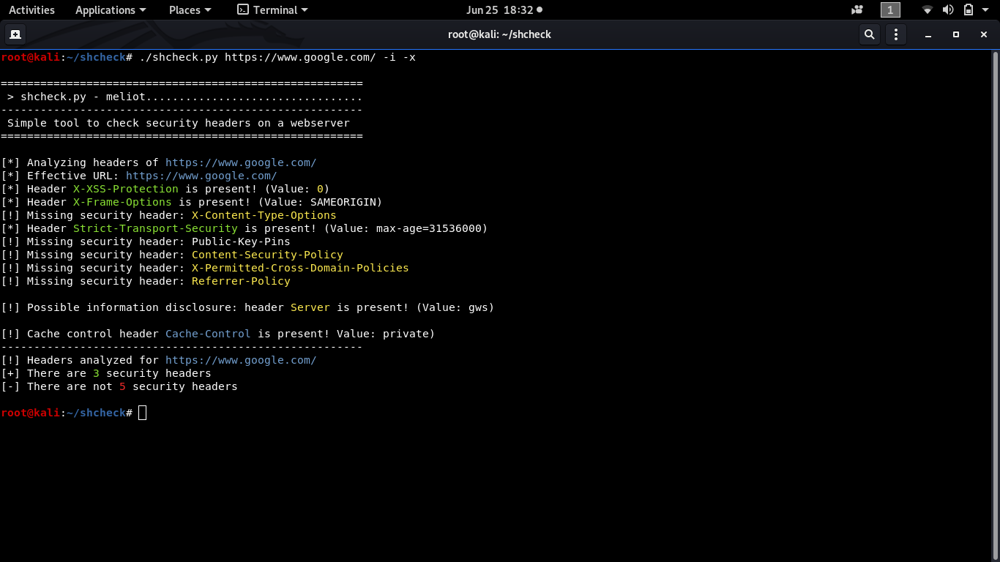 Activities Applications Places Terminal Jun 25 18:32 1
root@kali: ~/shcheck
root@kali:~/shcheck# ./shcheck.py https://www.google.com/ -i -x
=======================================================
 > shcheck.py - meliot.................................
-------------------------------------------------------
 Simple tool to check security headers on a webserver
=======================================================
[*] Analyzing headers of https://www.google.com/
[*] Effective URL: https://www.google.com/
[*] Header X-XSS-Protection is present! (Value: 0)
[*] Header X-Frame-Options is present! (Value: SAMEORIGIN)
[!] Missing security header: X-Content-Type-Options
[*] Header Strict-Transport-Security is present! (Value: max-age=31536000)
[!] Missing security header: Public-Key-Pins
[!] Missing security header: Content-Security-Policy
[!] Missing security header: X-Permitted-Cross-Domain-Policies
[!] Missing security header: Referrer-Policy
[!] Possible information disclosure: header Server is present! (Value: gws)
[!] Cache control header Cache-Control is present! Value: private)
-------------------------------------------------------
[!] Headers analyzed for https://www.google.com/
[+] There are 3 security headers
[-] There are not 5 security headers
root@kali:~/shcheck#